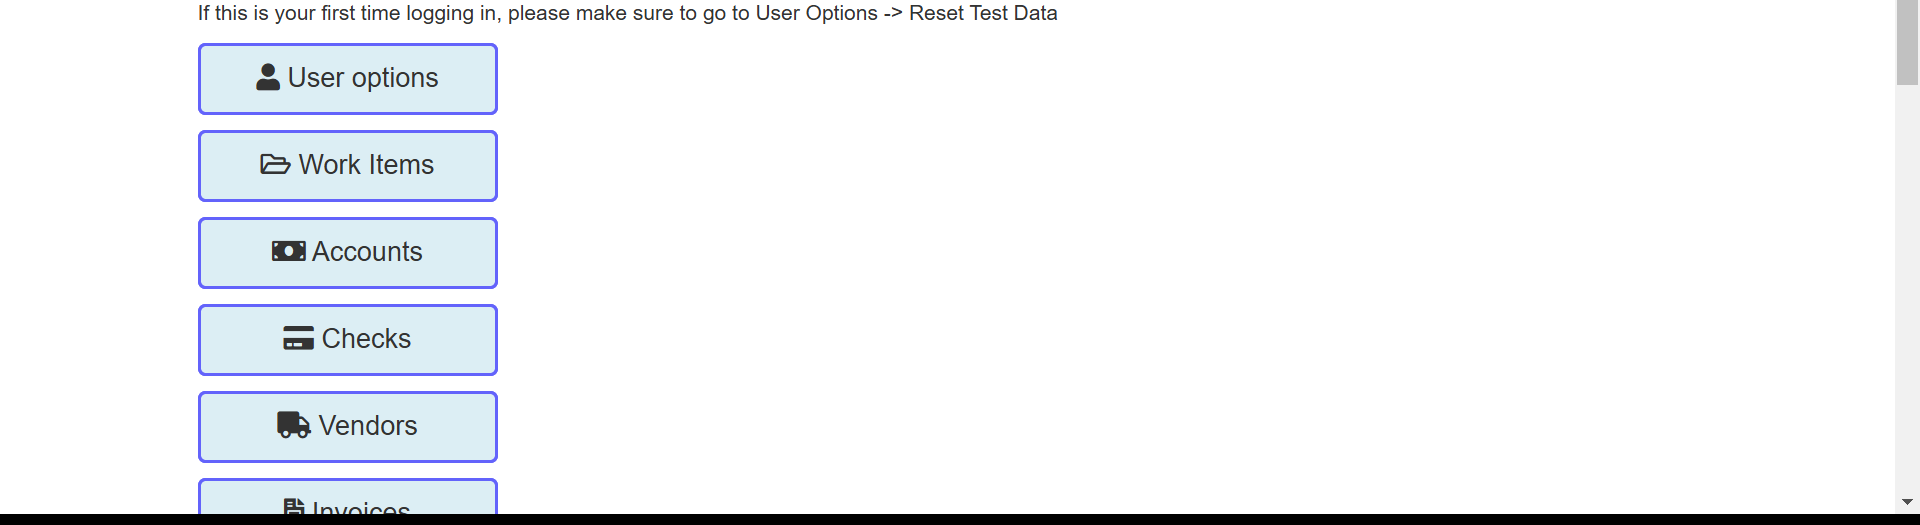 If this is your first time logging in, please make sure to go to User Options -> Reset Test Data
User options
Work Items
Accounts
Checks
Vendors
Invoices